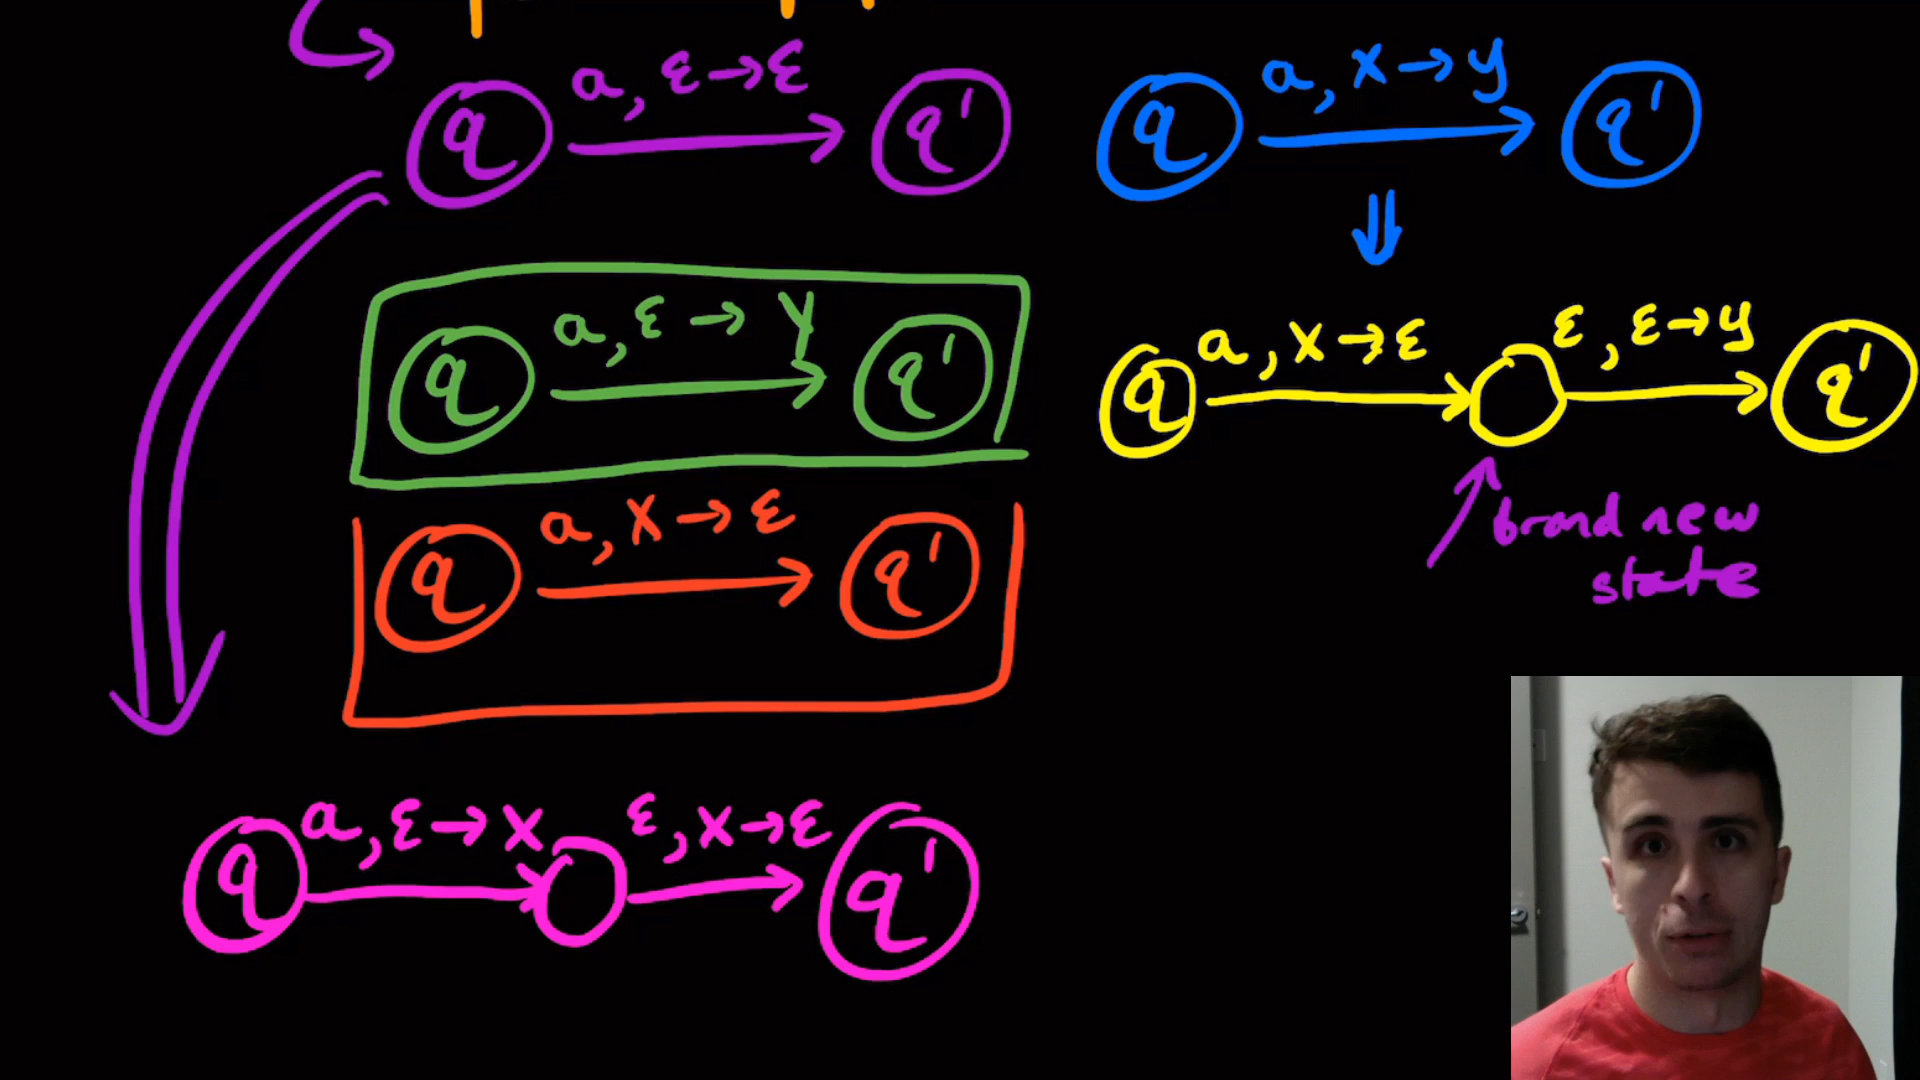 a, ε→ε
q q'
a, x→y
q q'
a, ε→y
q q'
a, x→ε ε, ε→y
q q'
brand new
state
a, x→ε
q q'
a, ε→x ε, x→ε
q q'